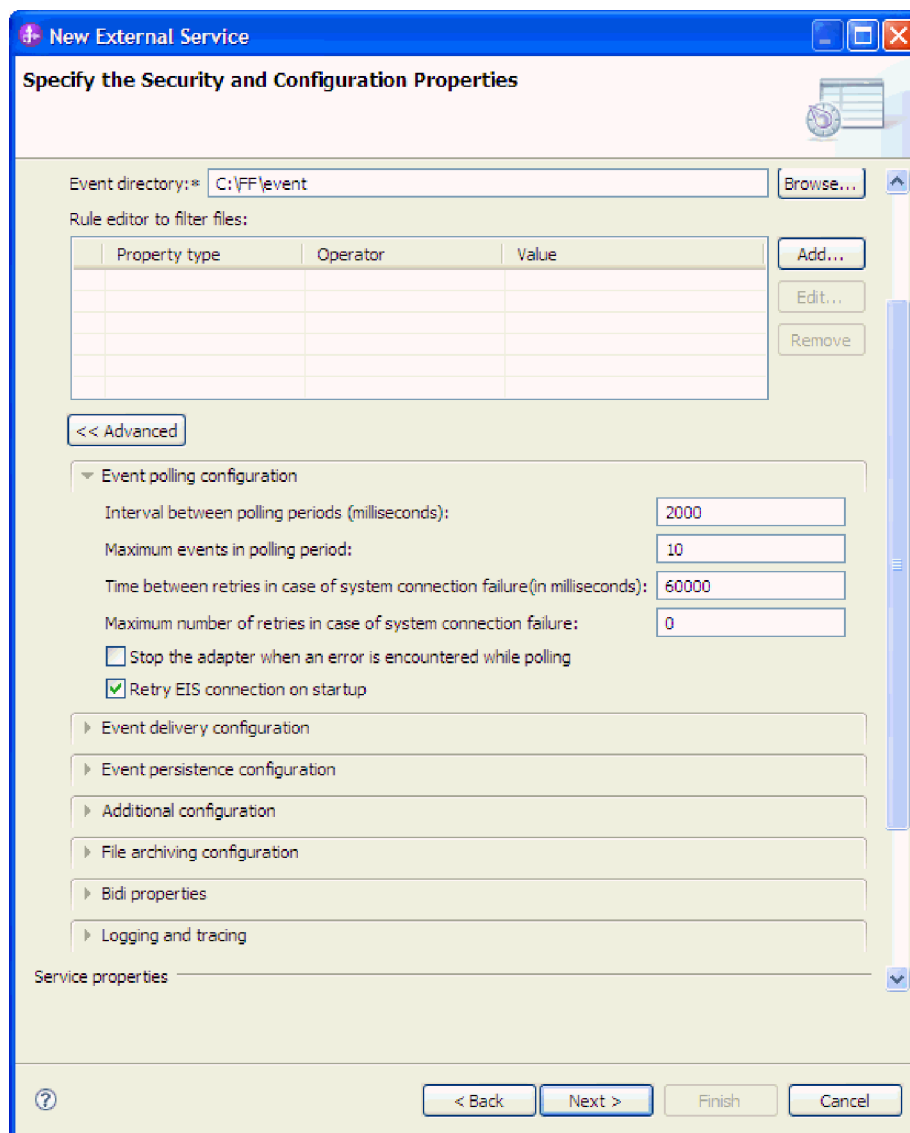 New External Service
Specify the Security and Configuration Properties
Event directory:* C:\FF\event Browse...
Rule editor to filter files:
Property type Operator Value Add...
Edit...
Remove
<< Advanced
Event polling configuration
Interval between polling periods (milliseconds): 2000
Maximum events in polling period: 10
Time between retries in case of system connection failure(in milliseconds): 60000
Maximum number of retries in case of system connection failure: 0
Stop the adapter when an error is encountered while polling
Retry EIS connection on startup
Event delivery configuration
Event persistence configuration
Additional configuration
File archiving configuration
Bidi properties
Logging and tracing
Service properties
? < Back Next > Finish Cancel